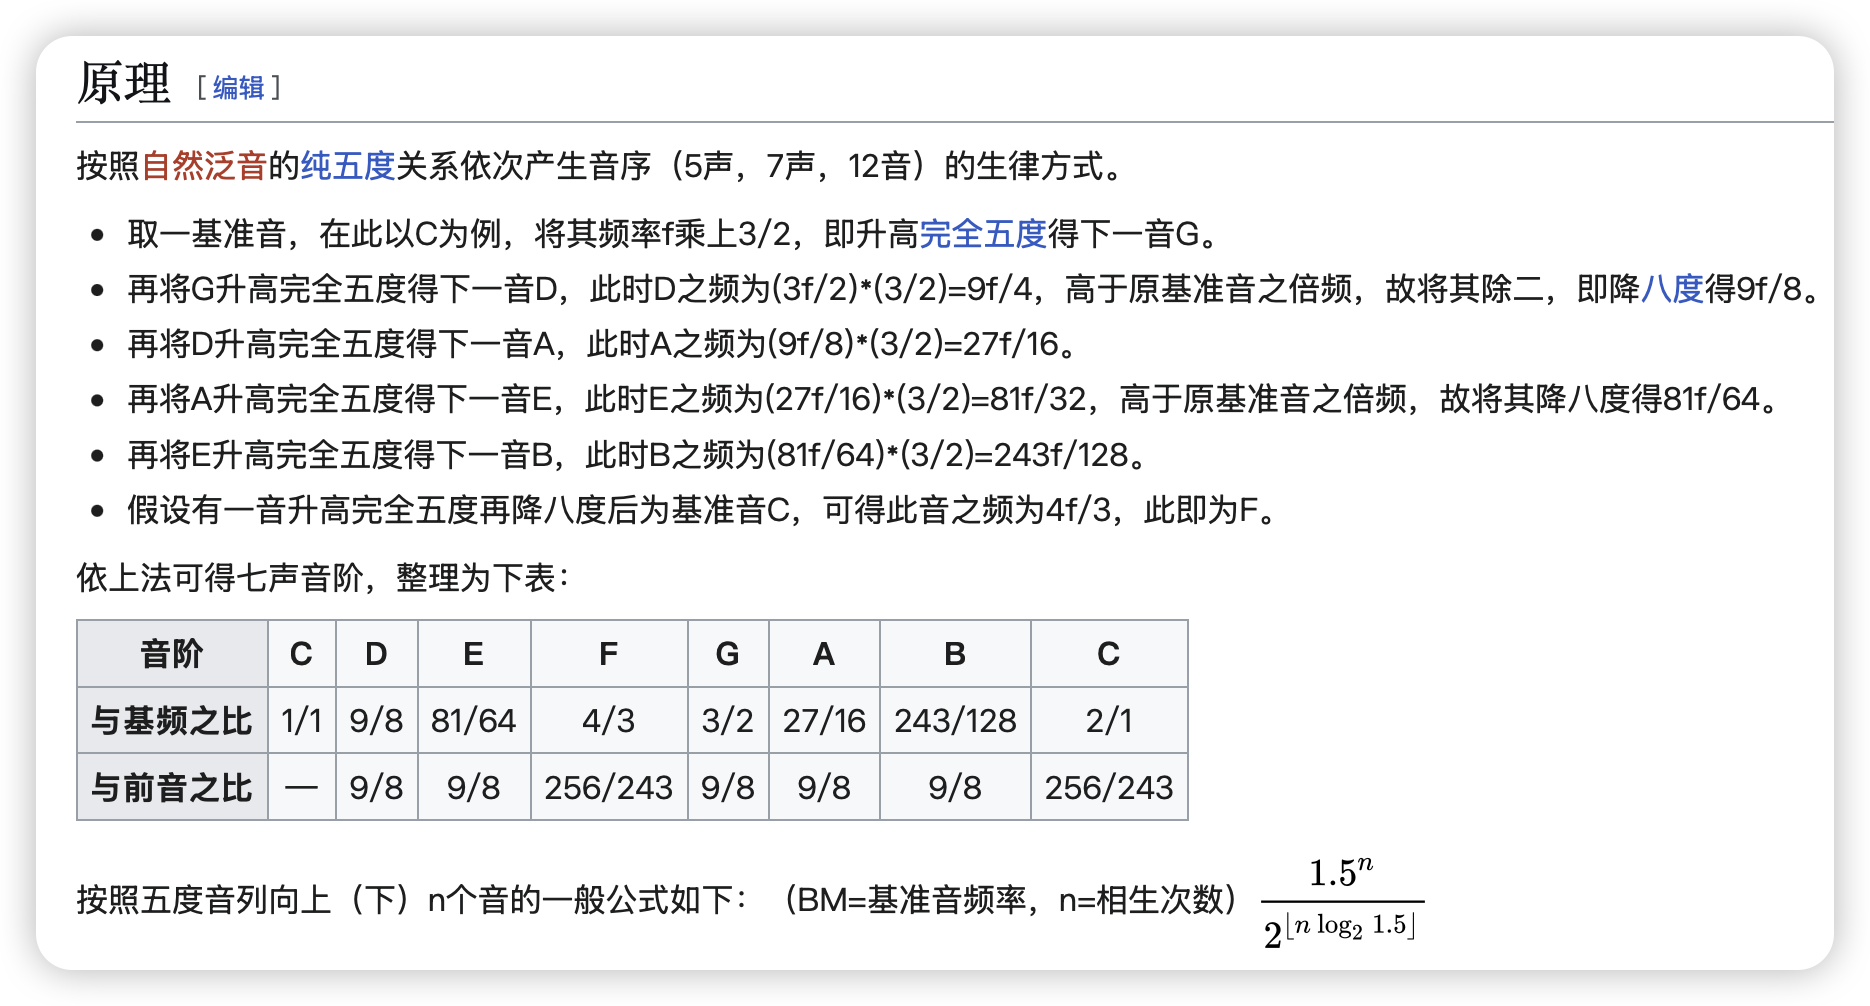 原理 [编辑]
按照自然泛音的纯五度关系依次产生音序（5声，7声，12音）的生律方式。
• 取一基准音，在此以C为例，将其频率f乘上3/2，即升高完全五度得下一音G。
• 再将G升高完全五度得下一音D，此时D之频为(3f/2)*(3/2)=9f/4，高于原基准音之倍频，故将其除二，即降八度得9f/8。
• 再将D升高完全五度得下一音A，此时A之频为(9f/8)*(3/2)=27f/16。
• 再将A升高完全五度得下一音E，此时E之频为(27f/16)*(3/2)=81f/32，高于原基准音之倍频，故将其降八度得81f/64。
• 再将E升高完全五度得下一音B，此时B之频为(81f/64)*(3/2)=243f/128。
• 假设有一音升高完全五度再降八度后为基准音C，可得此音之频为4f/3，此即为F。
依上法可得七声音阶，整理为下表：
音阶 C D E F G A B C
与基频之比 1/1 9/8 81/64 4/3 3/2 27/16 243/128 2/1
与前音之比 — 9/8 9/8 256/243 9/8 9/8 9/8 256/243
按照五度音列向上（下）n个音的一般公式如下：（BM=基准音频率，n=相生次数） 1.5^n / 2^⌊n log₂ 1.5⌋